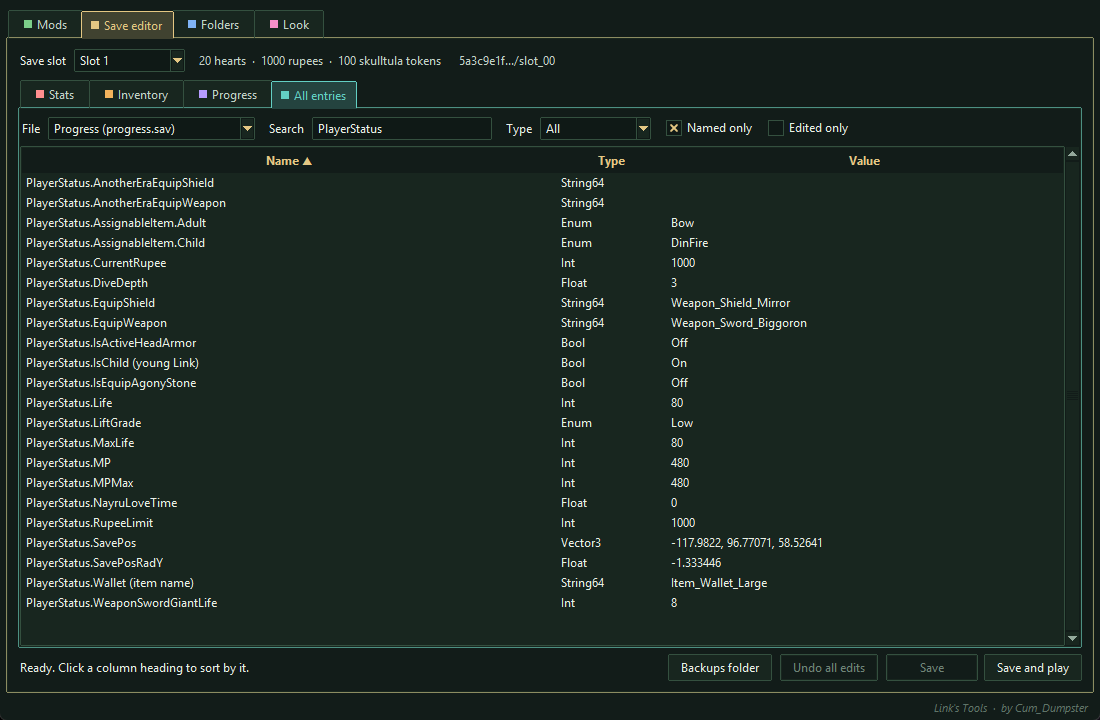 Mods Save editor Folders Look
Save slot Slot 1 20 hearts · 1000 rupees · 100 skulltula tokens 5a3c9e1f.../slot_00
Stats Inventory Progress All entries
File Progress (progress.sav) Search PlayerStatus Type All Named only Edited only
Name ▲ Type Value
PlayerStatus.AnotherEraEquipShield String64
PlayerStatus.AnotherEraEquipWeapon String64
PlayerStatus.AssignableItem.Adult Enum Bow
PlayerStatus.AssignableItem.Child Enum DinFire
PlayerStatus.CurrentRupee Int 1000
PlayerStatus.DiveDepth Float 3
PlayerStatus.EquipShield String64 Weapon_Shield_Mirror
PlayerStatus.EquipWeapon String64 Weapon_Sword_Biggoron
PlayerStatus.IsActiveHeadArmor Bool Off
PlayerStatus.IsChild (young Link) Bool On
PlayerStatus.IsEquipAgonyStone Bool Off
PlayerStatus.Life Int 80
PlayerStatus.LiftGrade Enum Low
PlayerStatus.MaxLife Int 80
PlayerStatus.MP Int 480
PlayerStatus.MPMax Int 480
PlayerStatus.NayruLoveTime Float 0
PlayerStatus.RupeeLimit Int 1000
PlayerStatus.SavePos Vector3 -117.9822, 96.77071, 58.52641
PlayerStatus.SavePosRadY Float -1.333446
PlayerStatus.Wallet (item name) String64 Item_Wallet_Large
PlayerStatus.WeaponSwordGiantLife Int 8
Ready. Click a column heading to sort by it. Backups folder Undo all edits Save Save and play
Link's Tools · by Cum_Dumpster